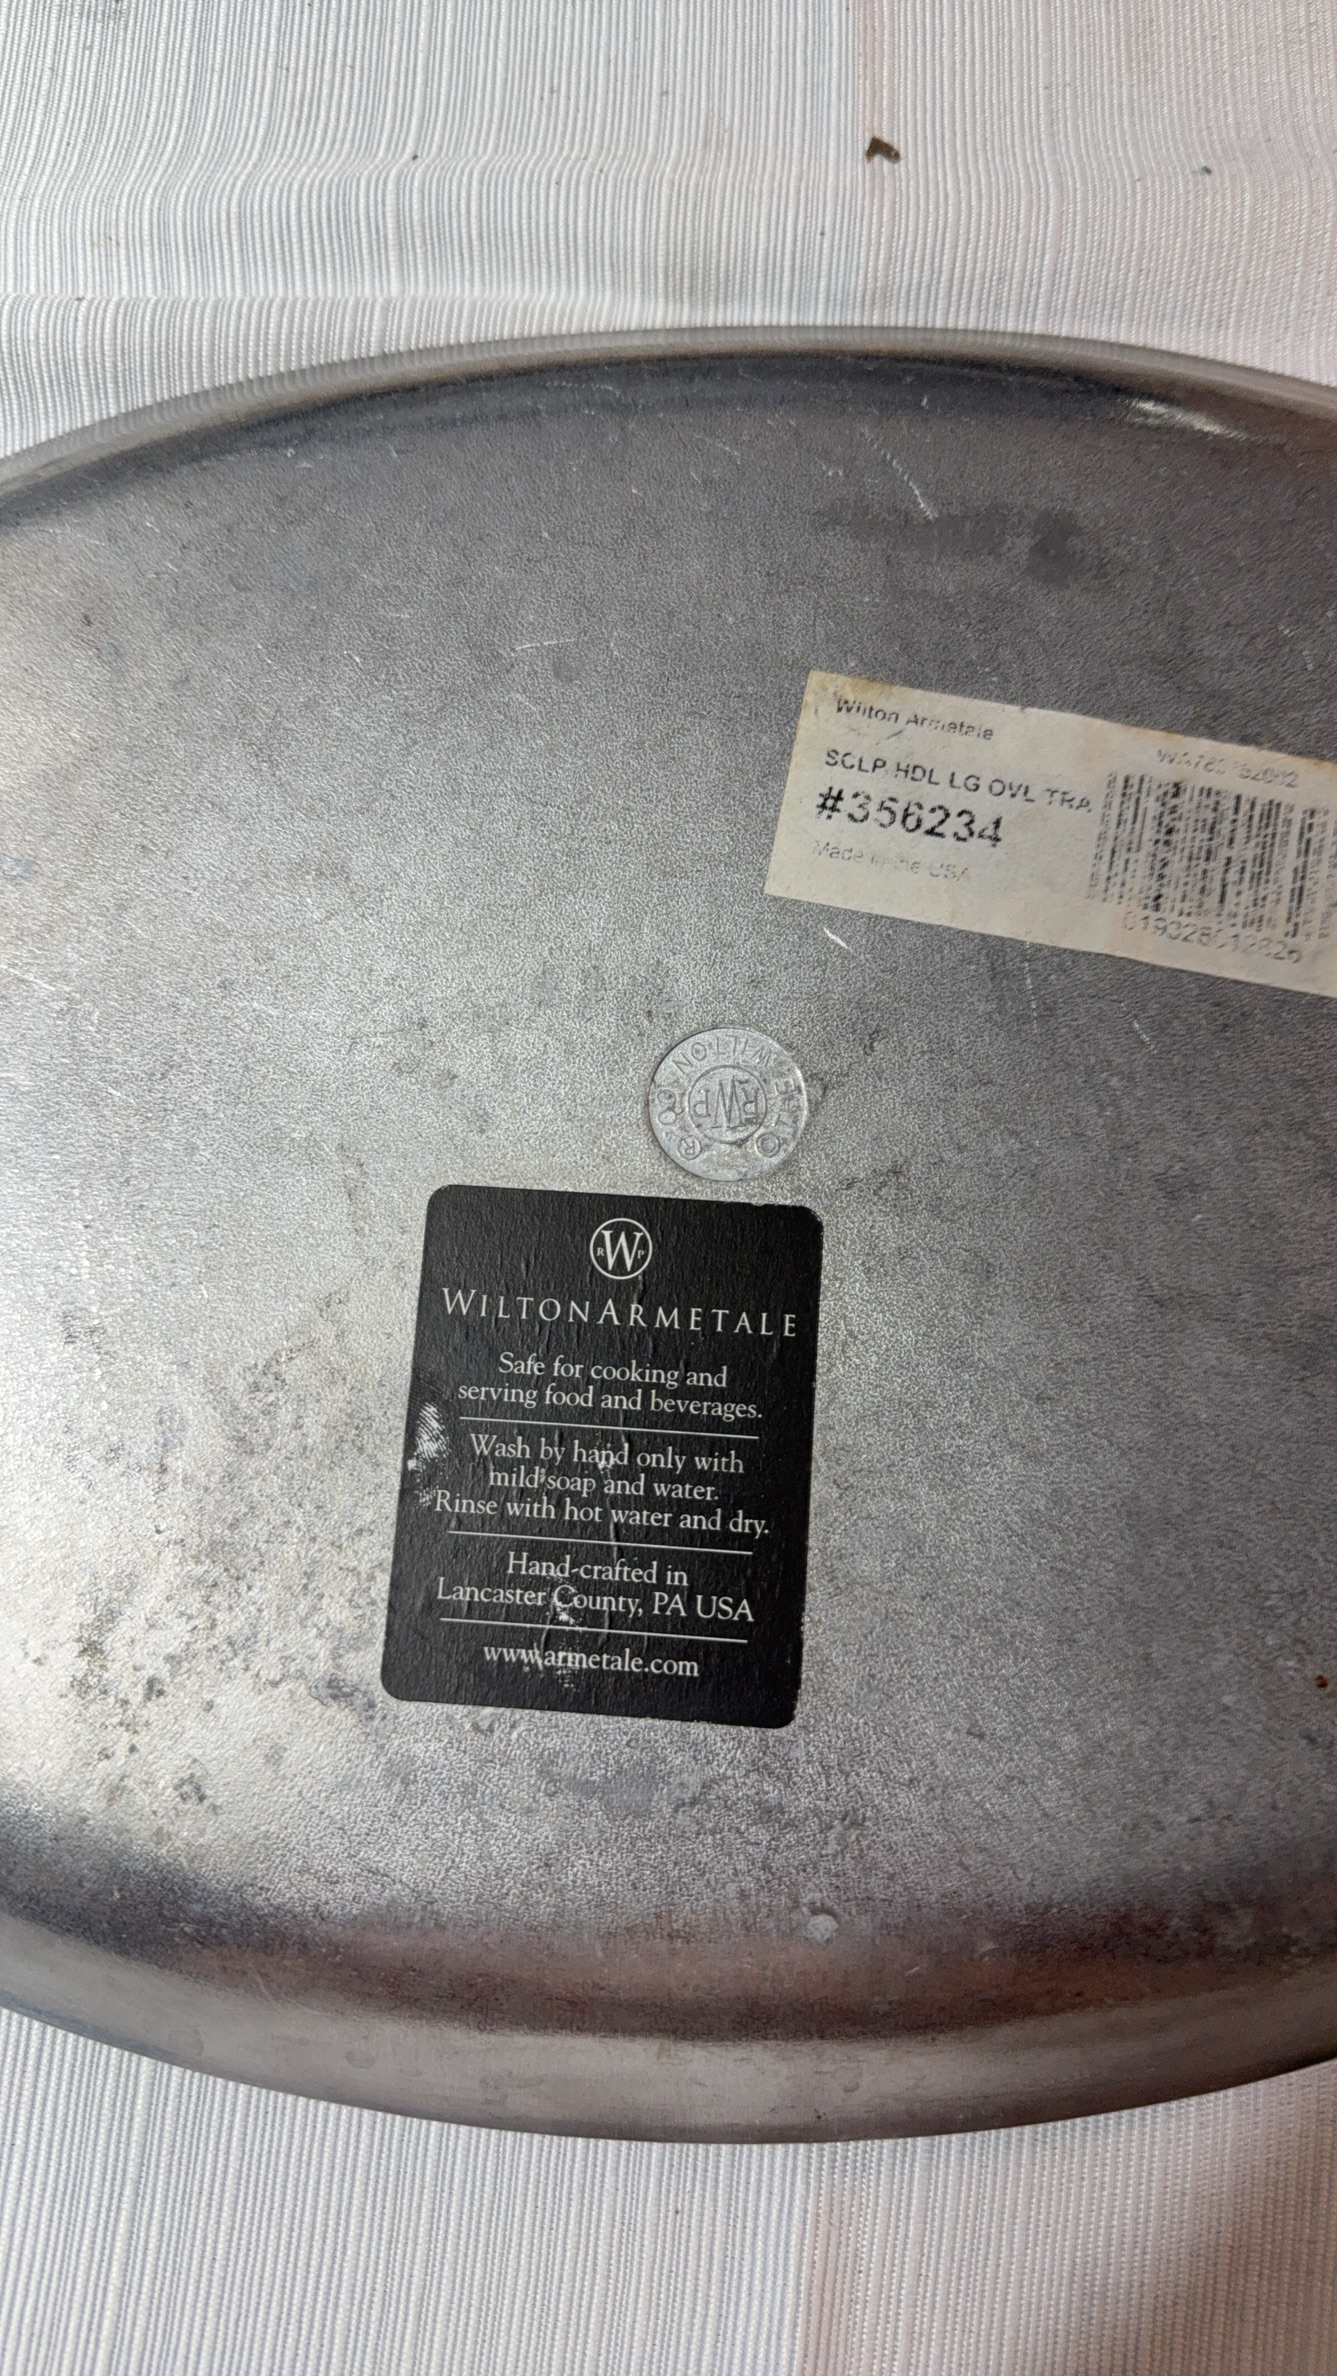 Wilton Armetale
SCLP HDL LG OVL TRA
#356234
Made in the USA
WILTON
RWP
R W P
WILTONARMETALE
Safe for cooking and
serving food and beverages.
Wash by hand only with
mild soap and water.
Rinse with hot water and dry.
Hand-crafted in
Lancaster County, PA USA
www.armetale.com